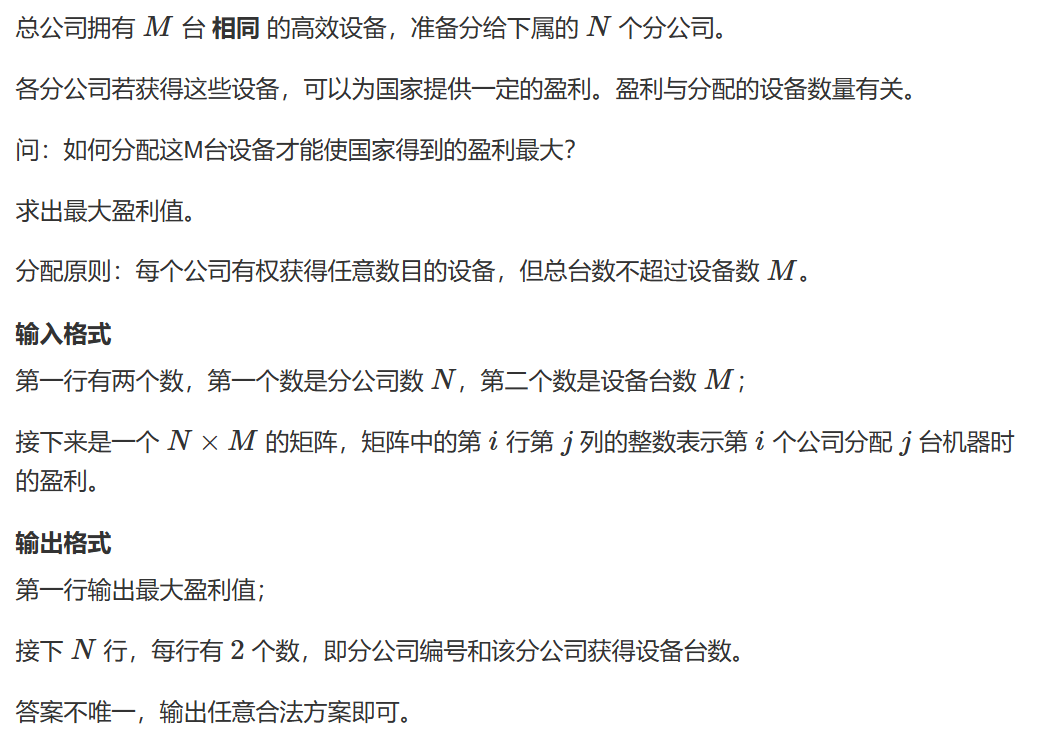 总公司拥有 M 台 相同 的高效设备，准备分给下属的 N 个分公司。
各分公司若获得这些设备，可以为国家提供一定的盈利。盈利与分配的设备数量有关。
问：如何分配这M台设备才能使国家得到的盈利最大？
求出最大盈利值。
分配原则：每个公司有权获得任意数目的设备，但总台数不超过设备数 M。
输入格式
第一行有两个数，第一个数是分公司数 N，第二个数是设备台数 M；
接下来是一个 N × M 的矩阵，矩阵中的第 i 行第 j 列的整数表示第 i 个公司分配 j 台机器时
的盈利。
输出格式
第一行输出最大盈利值；
接下 N 行，每行有 2 个数，即分公司编号和该分公司获得设备台数。
答案不唯一，输出任意合法方案即可。